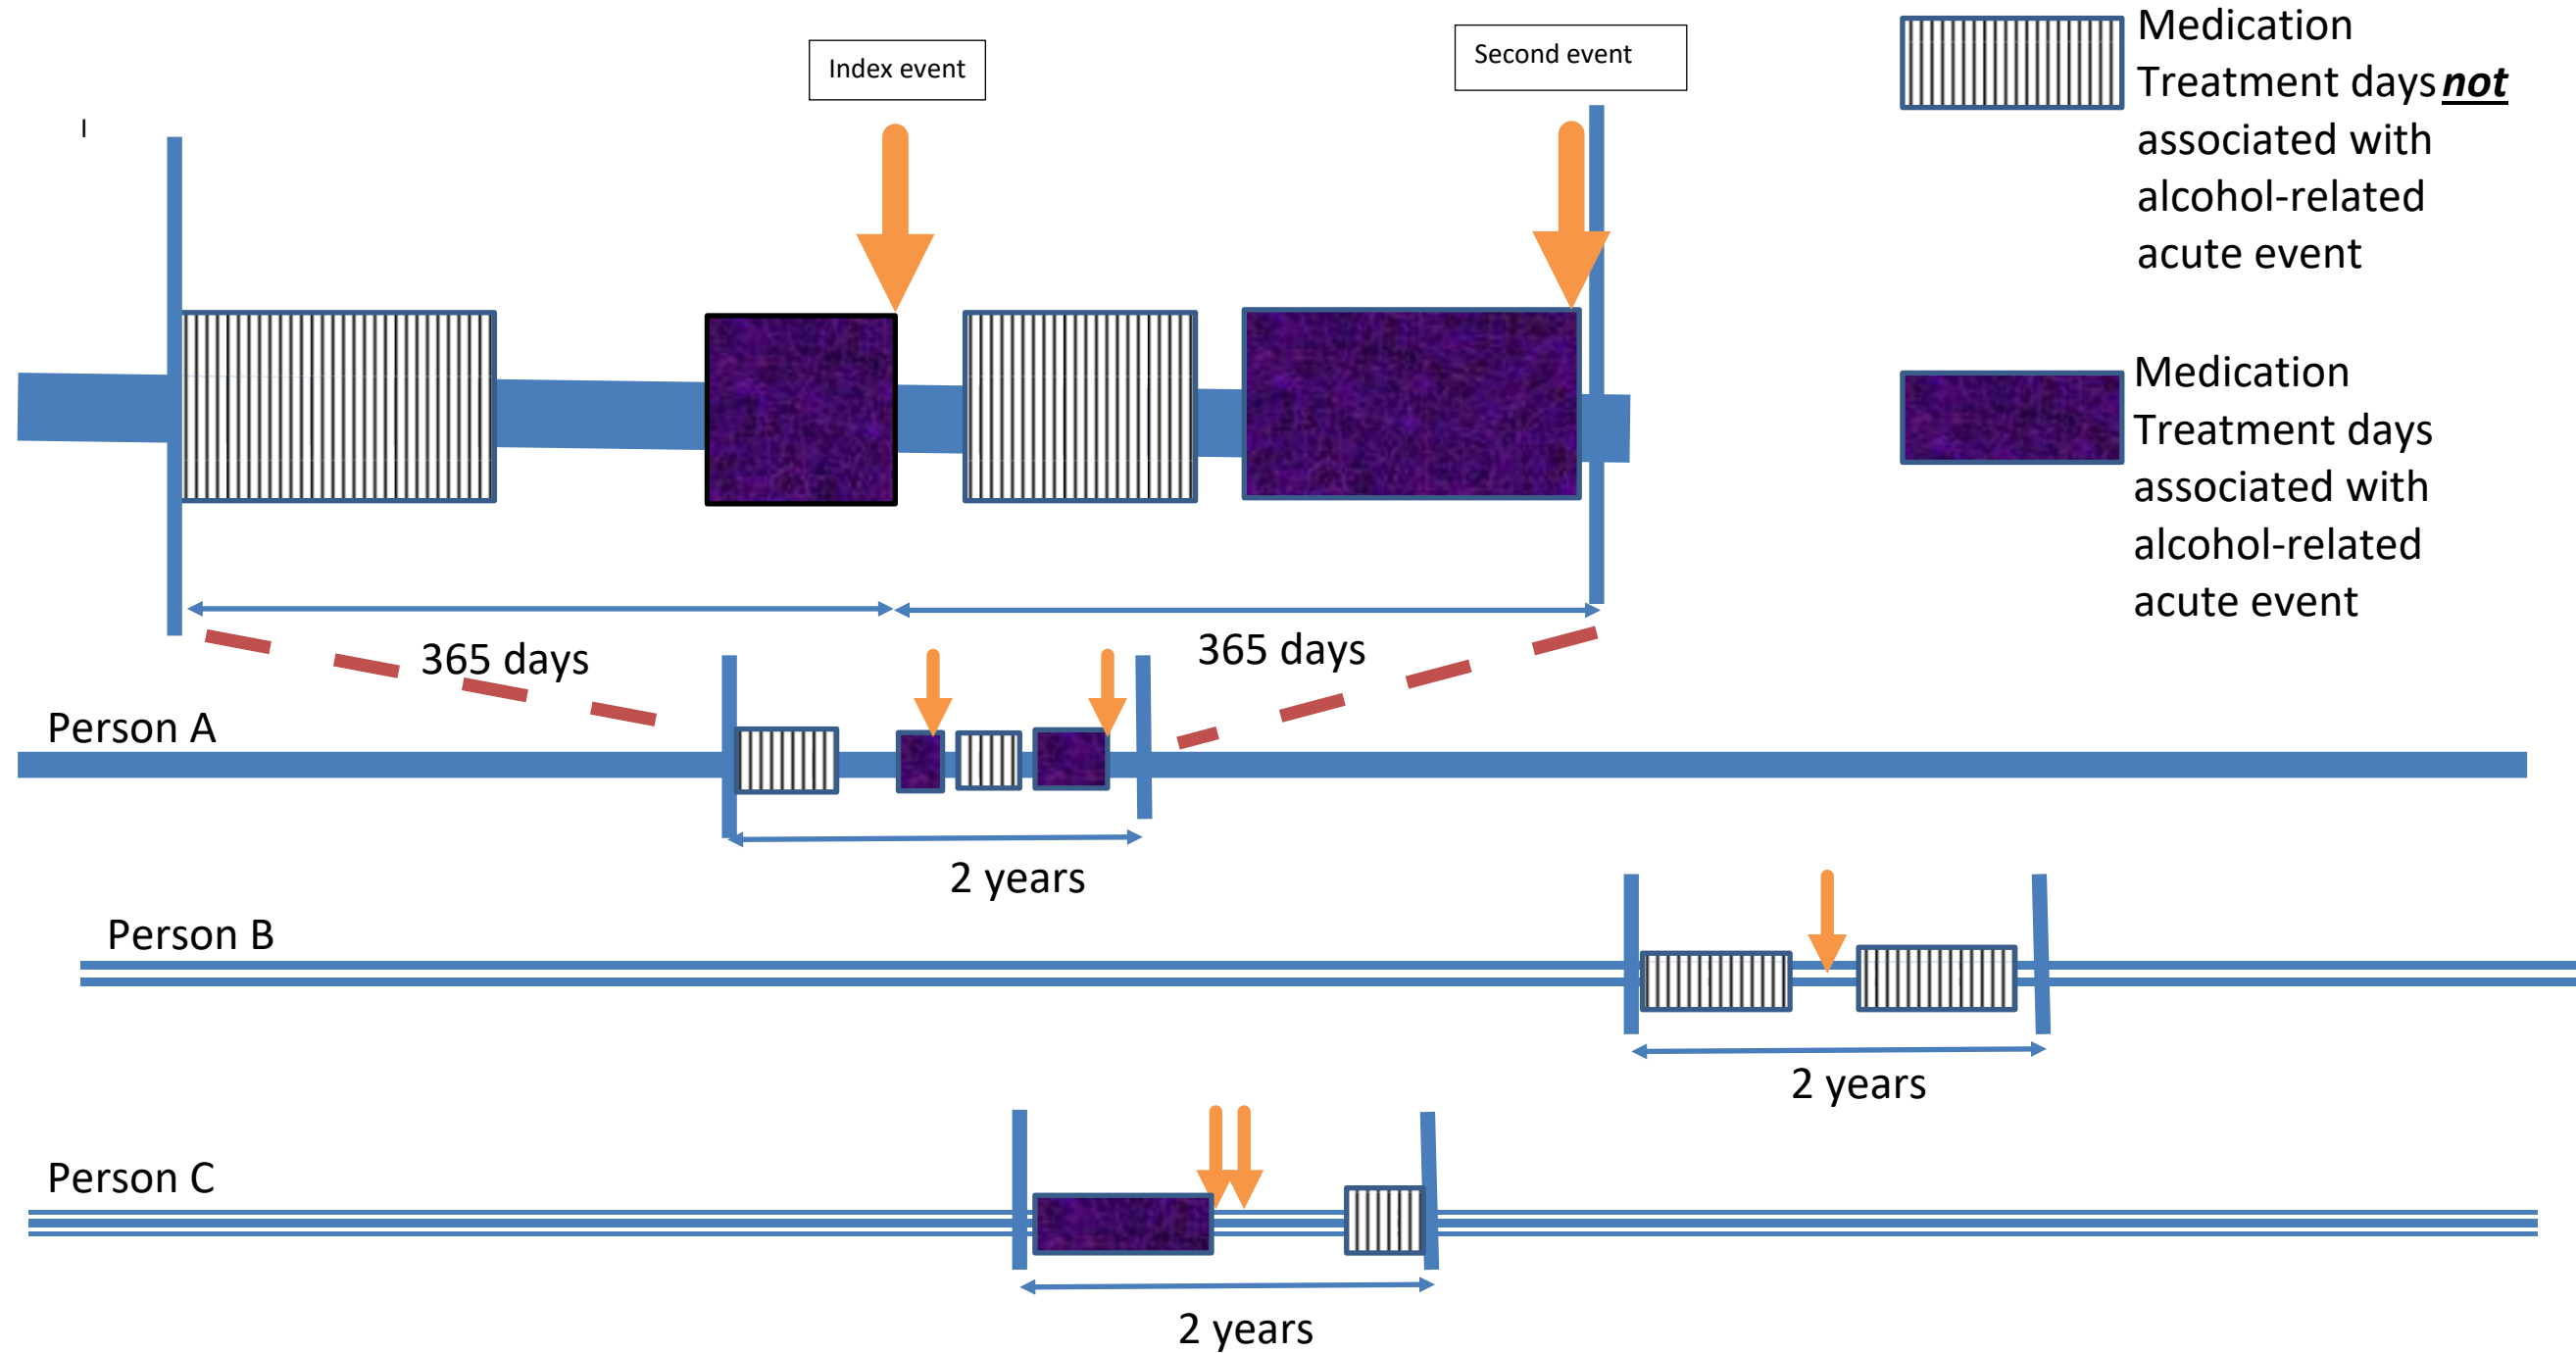 Index event
Second event
Medication
Treatment days not
associated with
alcohol-related
acute event
I
Medication
Treatment days
associated with
alcohol-related
acute event
365 days
365 days
Person A
2 years
Person B
2 years
Person C
2 years